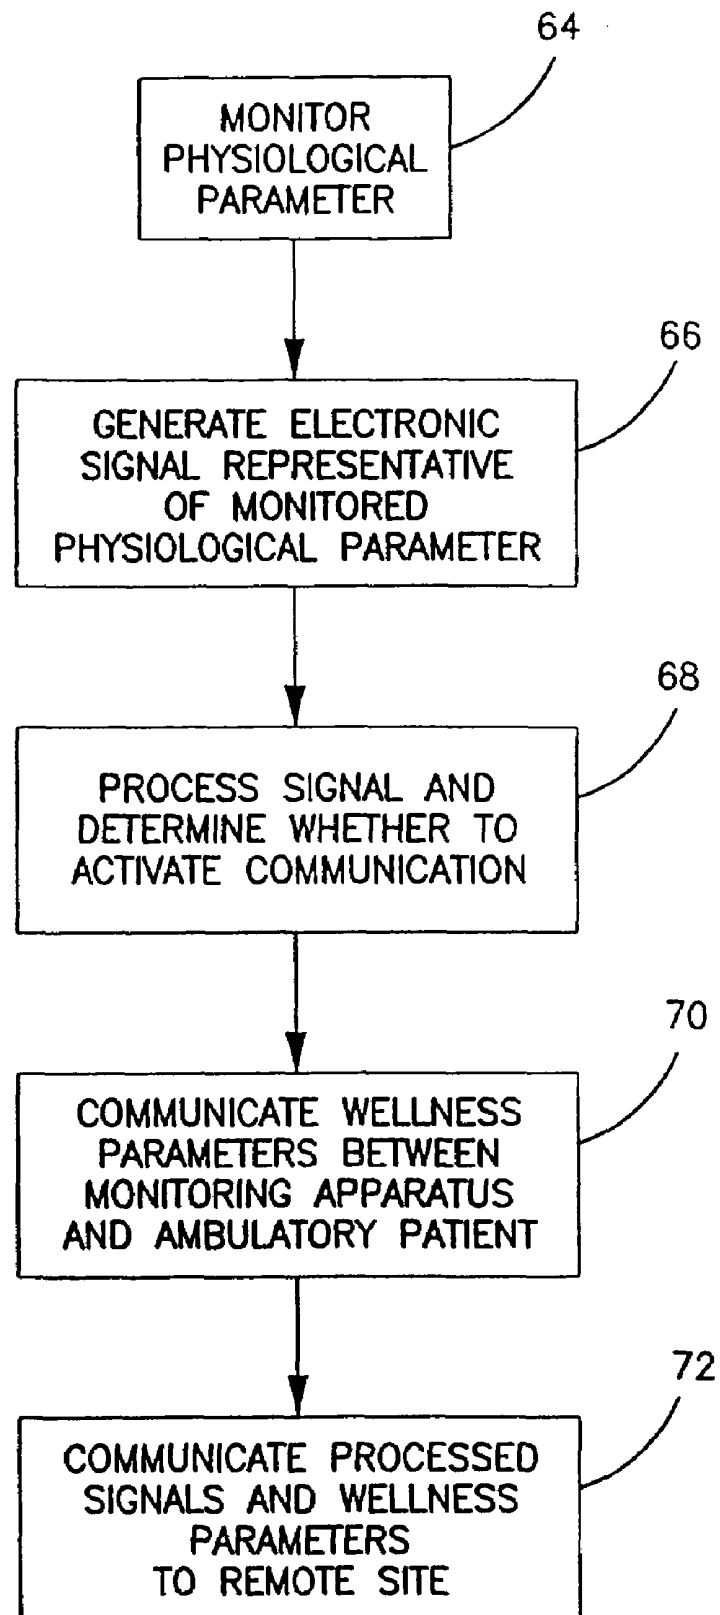 64
MONITOR
PHYSIOLOGICAL
PARAMETER
66
GENERATE ELECTRONIC
SIGNAL REPRESENTATIVE
OF MONITORED
PHYSIOLOGICAL PARAMETER
68
PROCESS SIGNAL AND
DETERMINE WHETHER TO
ACTIVATE COMMUNICATION
70
COMMUNICATE WELLNESS
PARAMETERS BETWEEN
MONITORING APPARATUS
AND AMBULATORY PATIENT
72
COMMUNICATE PROCESSED
SIGNALS AND WELLNESS
PARAMETERS
TO REMOTE SITE